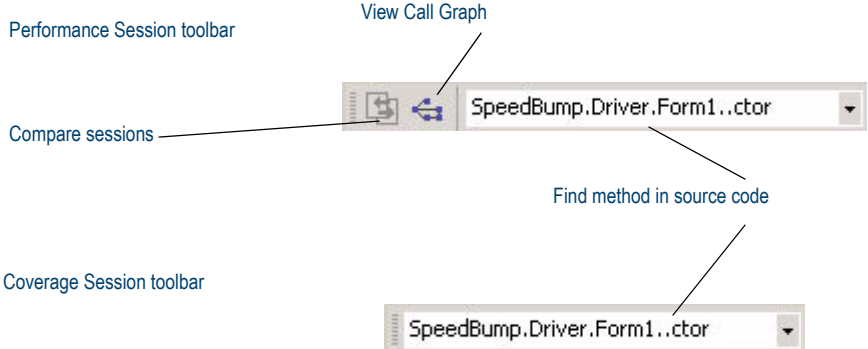 View Call Graph
Performance Session toolbar
SpeedBump.Driver.Form1..ctor
Compare sessions
Find method in source code
Coverage Session toolbar
SpeedBump.Driver.Form1..ctor